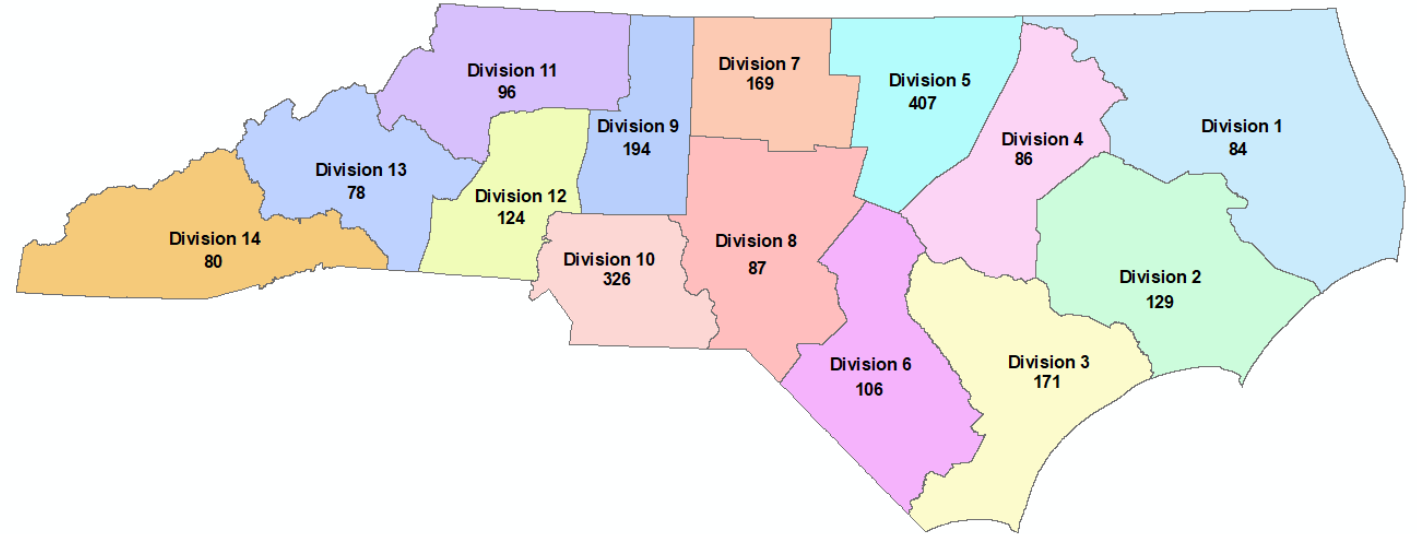 Division 11
96
Division 7
169
Division 5
407
Division 9
194
Division 1
84
Division 4
86
Division 13
78
Division 12
124
Division 14
80
Division 8
87
Division 10
326
Division 2
129
Division 6
106
Division 3
171